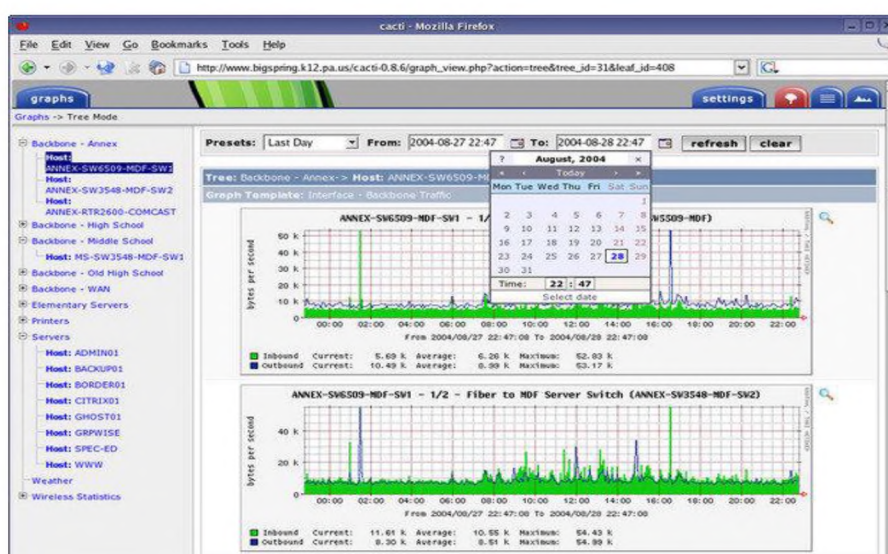 cacti - Mozilla Firefox
File Edit View Go Bookmarks Tools Help
http://www.bigspring.k12.pa.us/cacti-0.8.6/graph_view.php?action=tree&tree_id=31&leaf_id=408
graphs
settings
Graphs -> Tree Mode
Backbone - Annex
Host:
ANNEX-SW6509-MDF-SW1
Host:
ANNEX-SW3548-MDF-SW2
Host:
ANNEX-RTR2600-COMCAST
Backbone - High School
Backbone - Middle School
Host: MS-SW3548-MDF-SW1
Backbone - Old High School
Backbone - WAN
Elementary Servers
Printers
Servers
Host: ADMIN01
Host: BACKUP01
Host: BORDER01
Host: CITRIX01
Host: GHOST01
Host: GRPWISE
Host: SPEC-ED
Host: WWW
Weather
Wireless Statistics
Presets: Last Day From: 2004-08-27 22:47 To: 2004-08-28 22:47 refresh clear
Tree: Backbone - Annex-> Host: ANNEX-SW6509-M
Graph Template: Interface - Backbone Traffic
? August, 2004 ×
« ‹ Today › »
Mon Tue Wed Thu Fri Sat Sun
1
2 3 4 5 6 7 8
9 10 11 12 13 14 15
16 17 18 19 20 21 22
23 24 25 26 27 28 29
30 31
Time: 22 : 47
Select date
ANNEX-SW6509-MDF-SW1 - 1/
W5509-MDF)
bytes per second
50 k
40 k
30 k
20 k
10 k
0
00:00 02:00 04:00 06:00 08:00 10:00 12:00 14:00 16:00 18:00 20:00 22:00
From 2004/08/27 22:47:08 To 2004/08/28 22:47:08
Inbound Current: 5.69 k Average: 6.26 k Maximum: 52.83 k
Outbound Current: 10.49 k Average: 8.99 k Maximum: 53.17 k
ANNEX-SW6509-MDF-SW1 - 1/2 - Fiber to MDF Server Switch (ANNEX-SW3548-MDF-SW2)
bytes per second
40 k
20 k
0
00:00 02:00 04:00 06:00 08:00 10:00 12:00 14:00 16:00 18:00 20:00 22:00
From 2004/08/27 22:47:08 To 2004/08/28 22:47:08
Inbound Current: 11.61 k Average: 10.55 k Maximum: 54.43 k
Outbound Current: 8.30 k Average: 8.51 k Maximum: 54.99 k